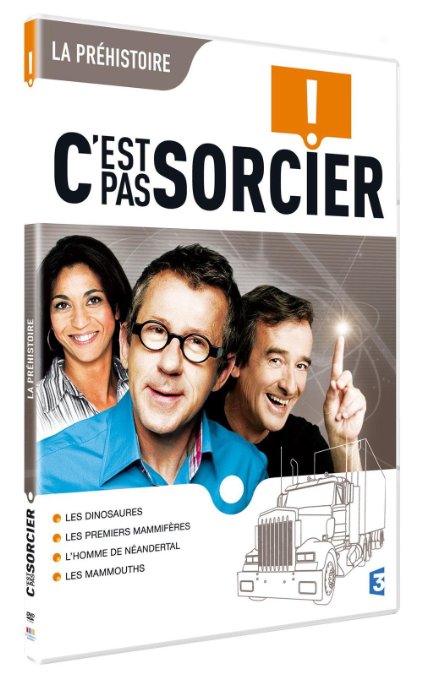 LA PRÉHISTOIRE
!
C'EST
PAS SORCIER
LES DINOSAURES
LES PREMIERS MAMMIFÈRES
L'HOMME DE NÉANDERTAL
LES MAMMOUTHS
3
!
LA PRÉHISTOIRE
C'EST
PAS SORCIER
DVD